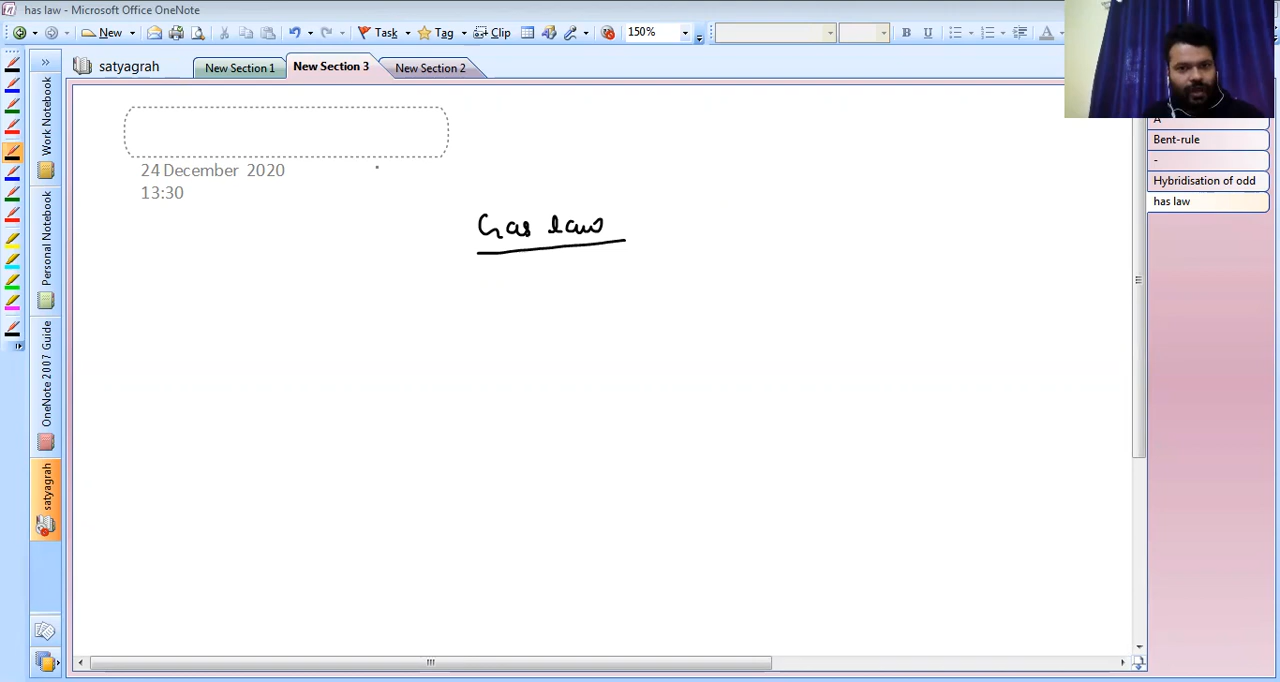 has law - Microsoft Office OneNote
New Task Tag Clip 150% B U A
satyagrah New Section 1 New Section 3 New Section 2
Work Notebook
Personal Notebook
OneNote 2007 Guide
satyagrah
24 December 2020
13:30
Gas law
A
Bent-rule
-
Hybridisation of odd
has law